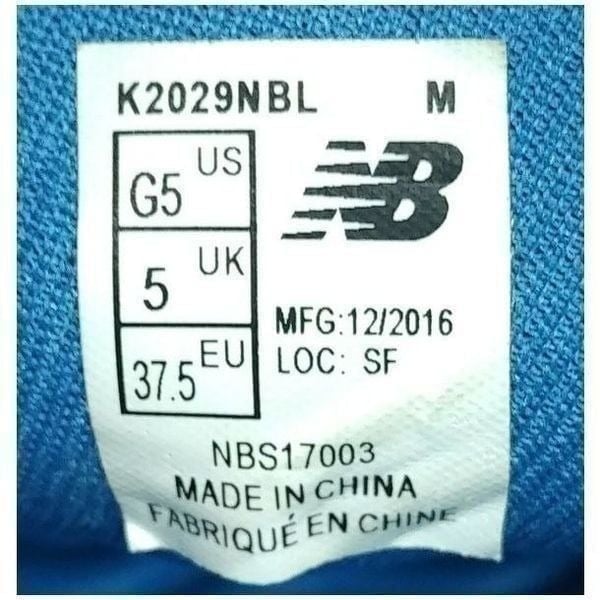 K2029NBL M
G5 US
NB
5 UK
MFG:12/2016
37.5 EU
LOC: SF
NBS17003
MADE IN CHINA
FABRIQUÉ EN CHINE